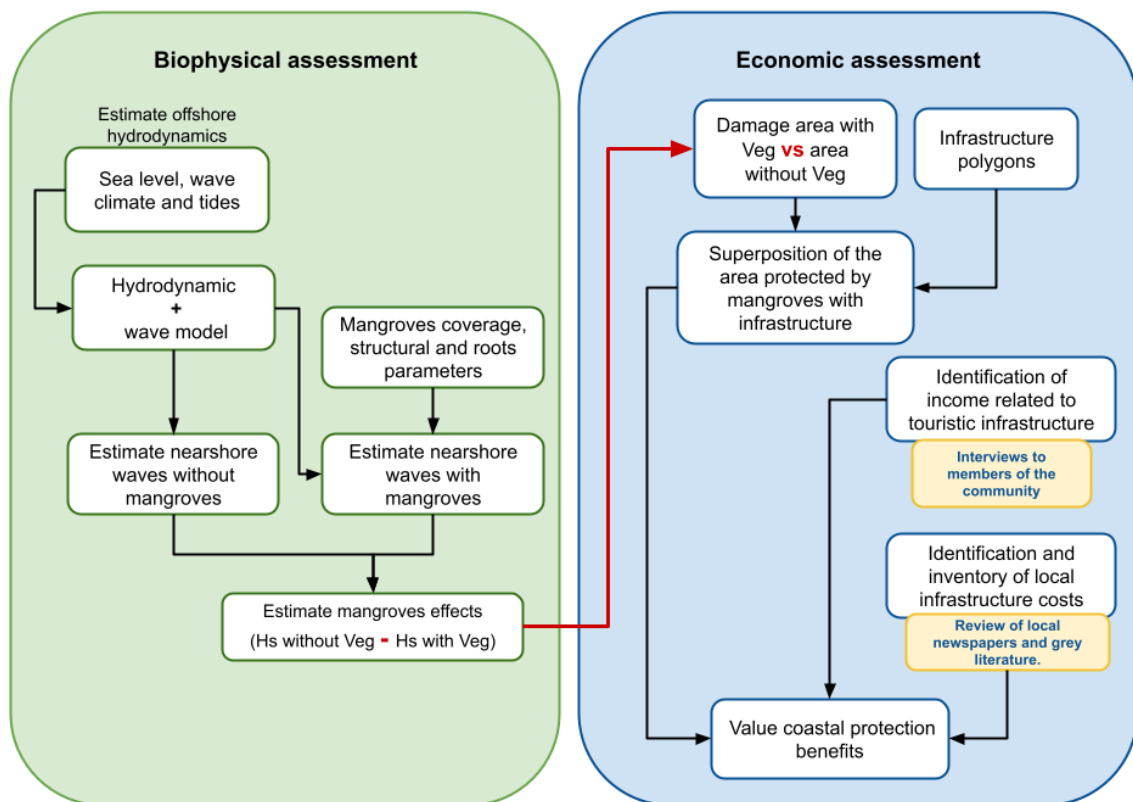 Biophysical assessment
Estimate offshore
hydrodynamics
Sea level, wave
climate and tides
Hydrodynamic
+
wave model
Mangroves coverage,
structural and roots
parameters
Estimate nearshore
waves without
mangroves
Estimate nearshore
waves with
mangroves
Estimate mangroves effects
(Hs without Veg - Hs with Veg)
Economic assessment
Damage area with
Veg vs area
without Veg
Infrastructure
polygons
Superposition of the
area protected by
mangroves with
infrastructure
Identification of
income related to
touristic infrastructure
Interviews to
members of the
community
Identification and
inventory of local
infrastructure costs
Review of local
newspapers and grey
literature.
Value coastal protection
benefits